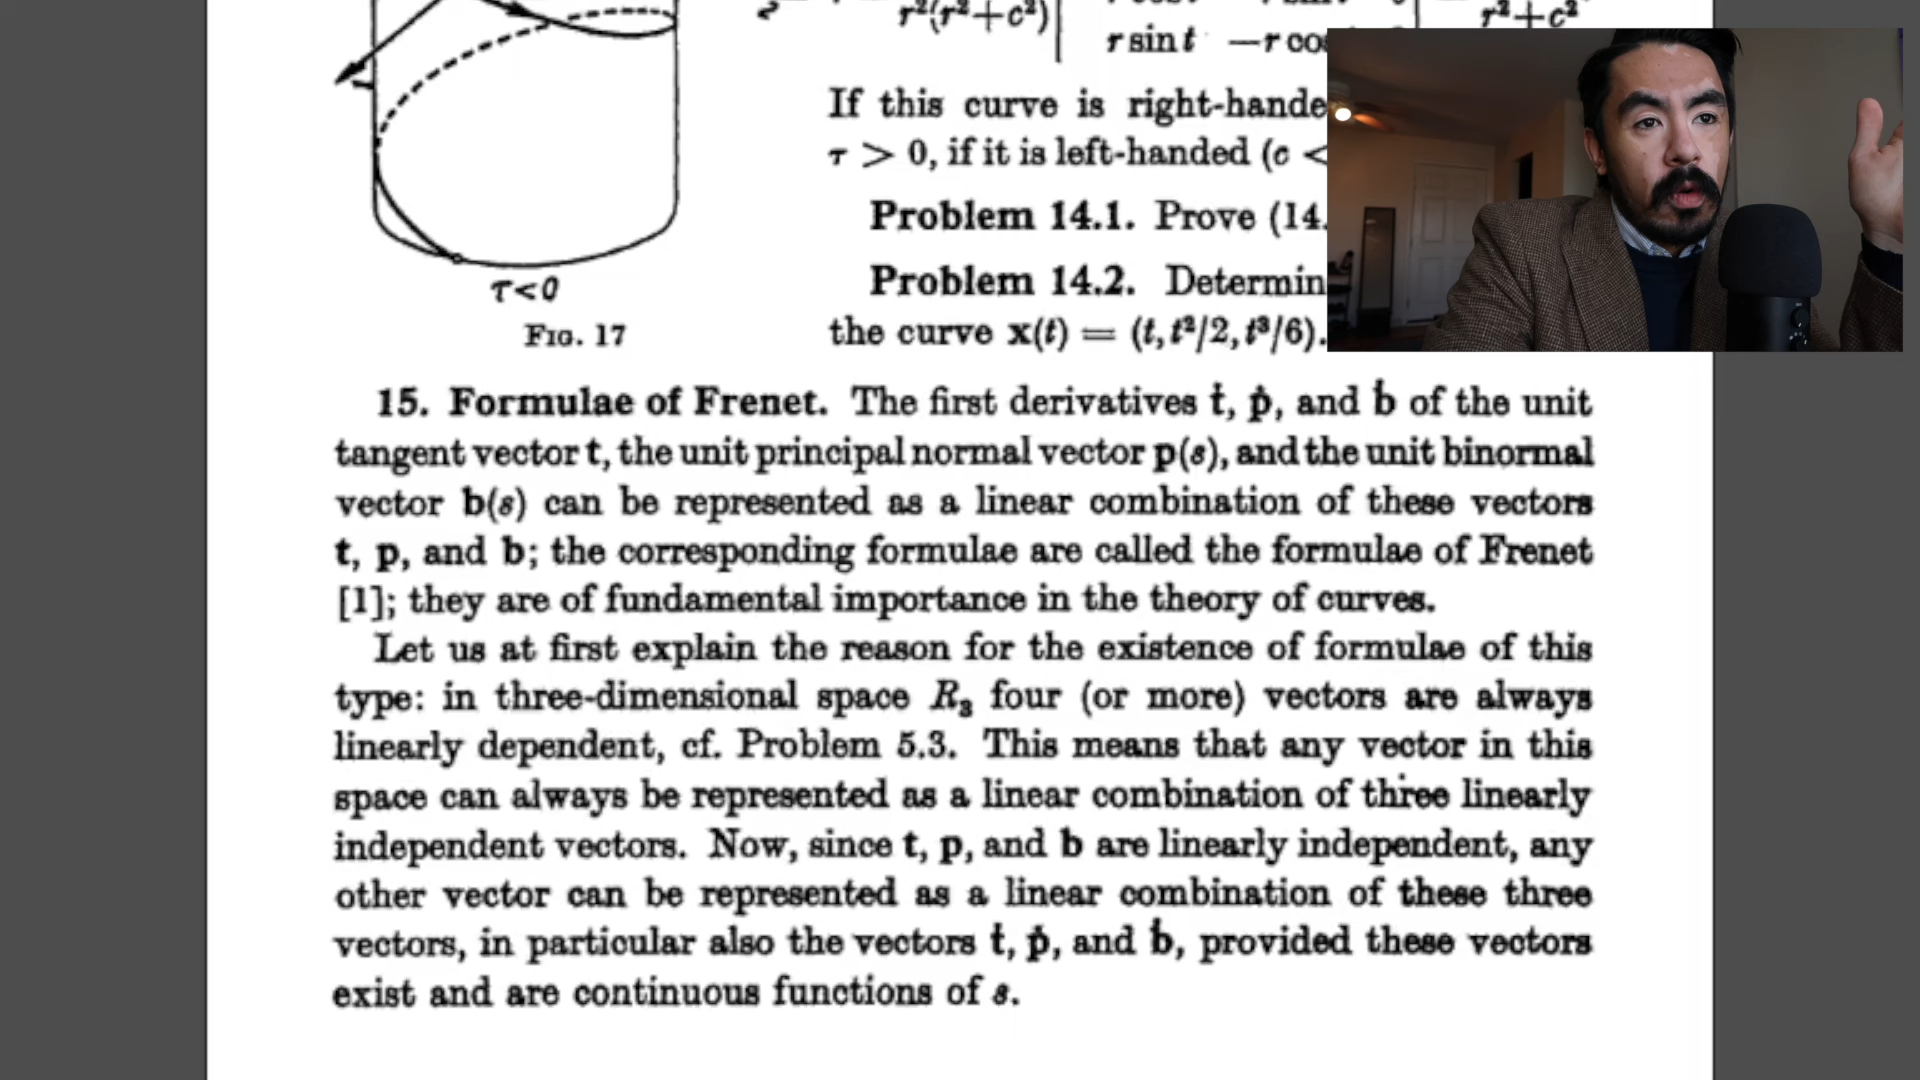 r²(r²+c²)
r²+c²
r sin t −r co
If this curve is right-hande
τ > 0, if it is left-handed (c <
Problem 14.1. Prove (14.
Problem 14.2. Determin
the curve x(t) = (t, t²/2, t³/6).
τ<0
FIG. 17
15. Formulae of Frenet. The first derivatives ṫ, ṗ, and ḃ of the unit
tangent vector t, the unit principal normal vector p(s), and the unit binormal
vector b(s) can be represented as a linear combination of these vectors
t, p, and b; the corresponding formulae are called the formulae of Frenet
[1]; they are of fundamental importance in the theory of curves.
Let us at first explain the reason for the existence of formulae of this
type: in three-dimensional space R₃ four (or more) vectors are always
linearly dependent, cf. Problem 5.3. This means that any vector in this
space can always be represented as a linear combination of three linearly
independent vectors. Now, since t, p, and b are linearly independent, any
other vector can be represented as a linear combination of these three
vectors, in particular also the vectors ṫ, ṗ, and ḃ, provided these vectors
exist and are continuous functions of s.